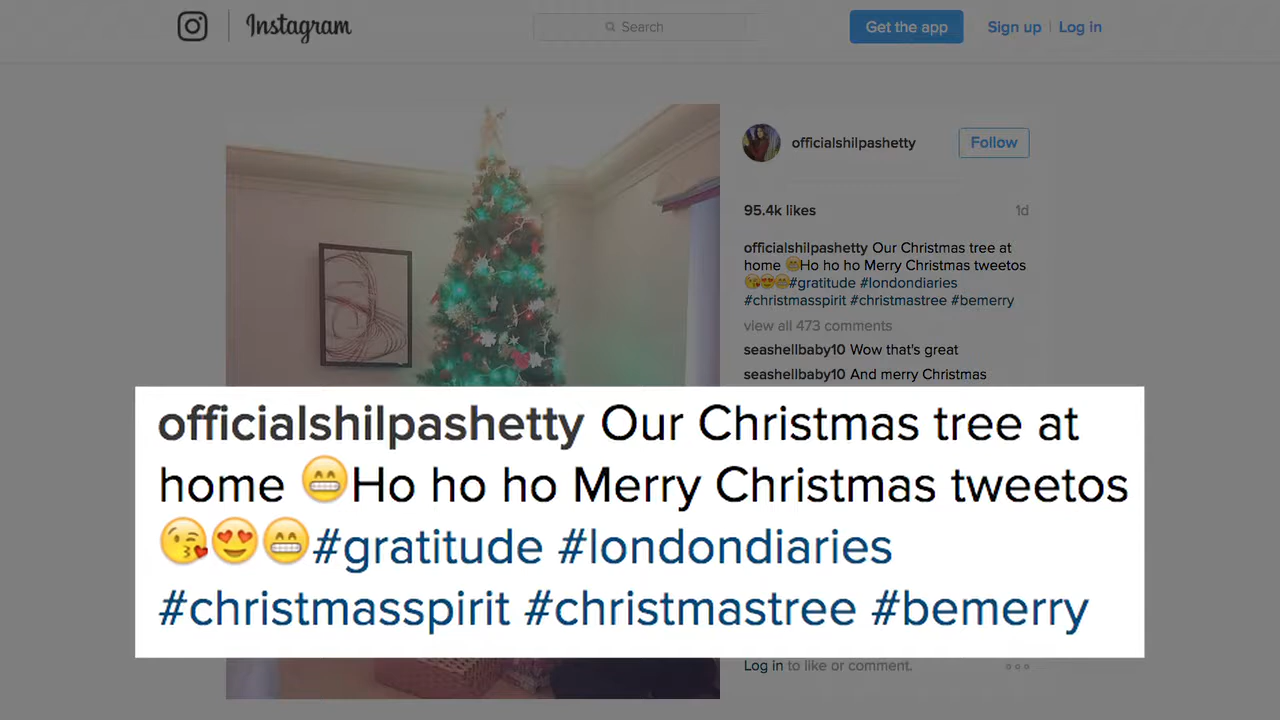 Instagram
Search
Get the app
Sign up
Log in
officialshilpashetty
Follow
95.4k likes
1d
officialshilpashetty Our Christmas tree at
home 😁Ho ho ho Merry Christmas tweetos
😘😍😁#gratitude #londondiaries
#christmasspirit #christmastree #bemerry
view all 473 comments
seashellbaby10 Wow that's great
seashellbaby10 And merry Christmas
officialshilpashetty Our Christmas tree at
home 😁Ho ho ho Merry Christmas tweetos
😘😍😁#gratitude #londondiaries
#christmasspirit #christmastree #bemerry
Log in to like or comment.